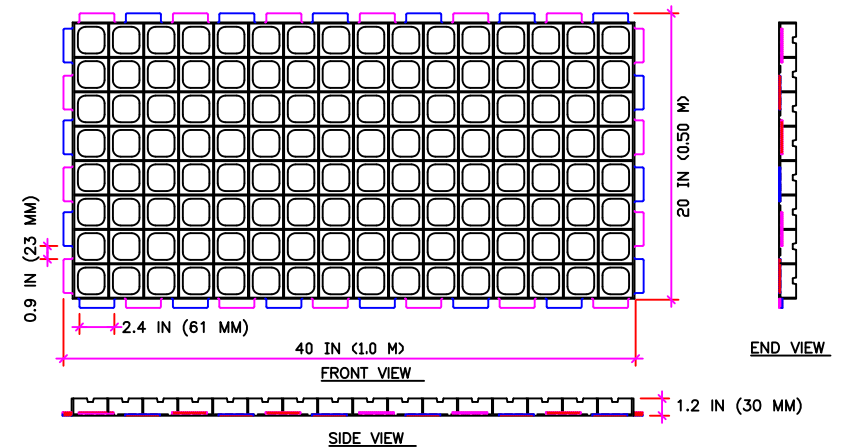 20 IN (0.50 M)
0.9 IN (23 MM)
2.4 IN (61 MM)
40 IN (1.0 M)
FRONT VIEW
END VIEW
1.2 IN (30 MM)
SIDE VIEW